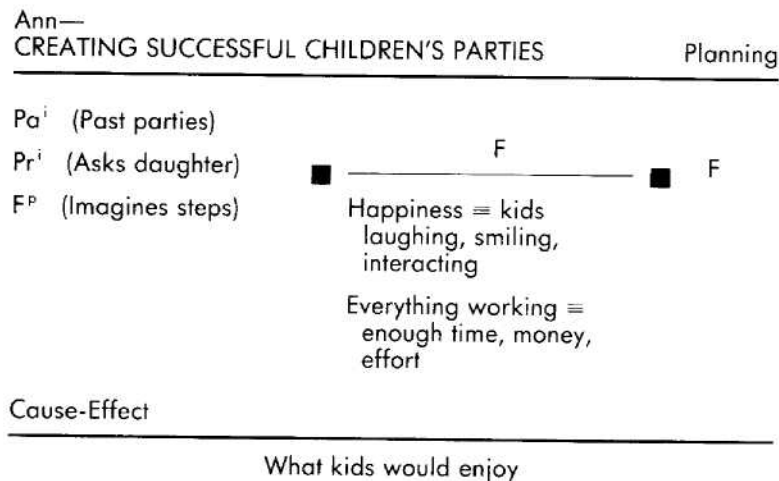 Ann—
CREATING SUCCESSFUL CHILDREN'S PARTIES Planning
Paⁱ (Past parties)
Prⁱ (Asks daughter)
Fᵖ (Imagines steps)
F
F
Happiness ≡ kids
laughing, smiling,
interacting
Everything working ≡
enough time, money,
effort
Cause-Effect
What kids would enjoy